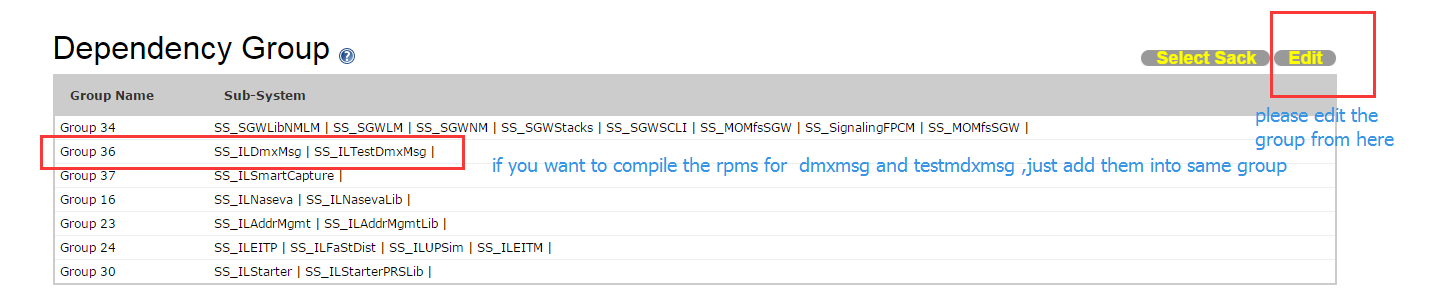 Dependency Group ?
Select Sack Edit
Group Name Sub-System
please edit the
group from here
Group 34 SS_SGWLibNMLM | SS_SGWLM | SS_SGWNM | SS_SGWStacks | SS_SGWSCLI | SS_MOMfsSGW | SS_SignalingFPCM | SS_MOMfsSGW |
Group 36 SS_ILDmxMsg | SS_ILTestDmxMsg |
if you want to compile the rpms for dmxmsg and testmdxmsg ,just add them into same group
Group 37 SS_ILSmartCapture |
Group 16 SS_ILNaseva | SS_ILNasevaLib |
Group 23 SS_ILAddrMgmt | SS_ILAddrMgmtLib |
Group 24 SS_ILEITP | SS_ILFaStDist | SS_ILUPSim | SS_ILEITM |
Group 30 SS_ILStarter | SS_ILStarterPRSLib |